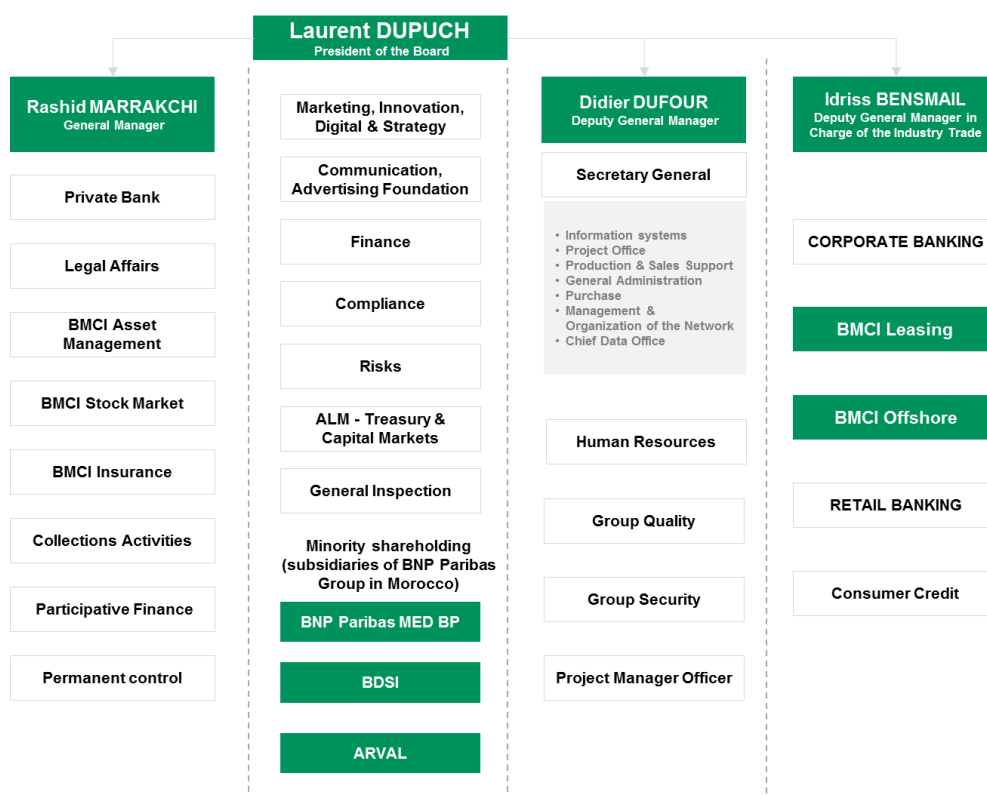 Laurent DUPUCH
President of the Board
Rashid MARRAKCHI
General Manager
Private Bank
Legal Affairs
BMCI Asset
Management
BMCI Stock Market
BMCI Insurance
Collections Activities
Participative Finance
Permanent control
Marketing, Innovation,
Digital & Strategy
Communication,
Advertising Foundation
Finance
Compliance
Risks
ALM - Treasury &
Capital Markets
General Inspection
Minority shareholding
(subsidiaries of BNP Paribas
Group in Morocco)
BNP Paribas MED BP
BDSI
ARVAL
Didier DUFOUR
Deputy General Manager
Secretary General
• Information systems
• Project Office
• Production & Sales Support
• General Administration
• Purchase
• Management &
Organization of the Network
• Chief Data Office
Human Resources
Group Quality
Group Security
Project Manager Officer
Idriss BENSMAIL
Deputy General Manager in
Charge of the Industry Trade
CORPORATE BANKING
BMCI Leasing
BMCI Offshore
RETAIL BANKING
Consumer Credit